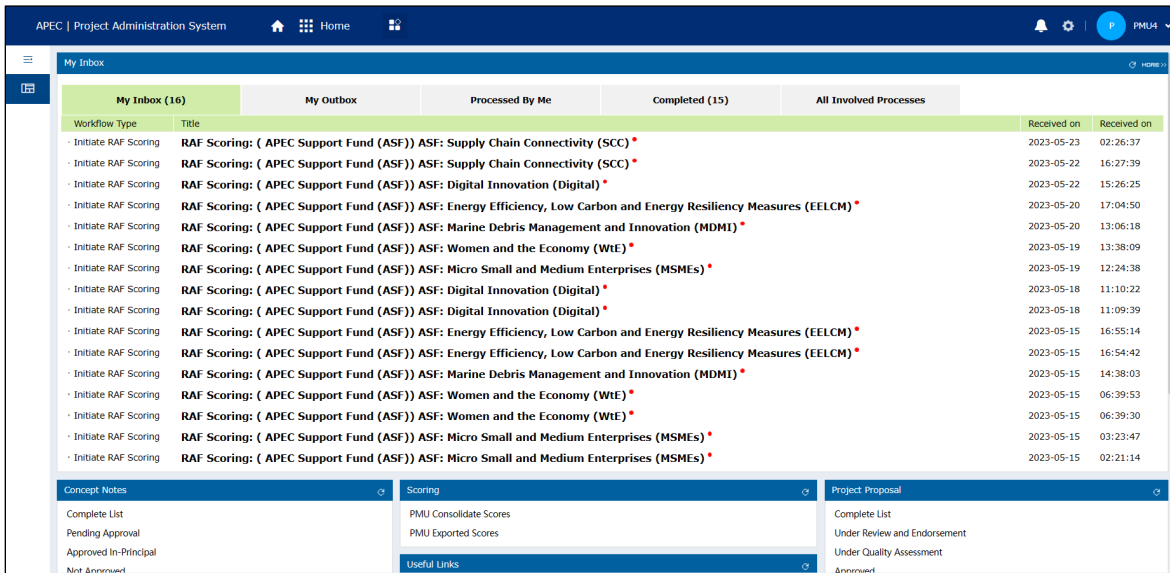 APEC | Project Administration System Home P PMU4
My Inbox MORE >>
My Inbox (16) My Outbox Processed By Me Completed (15) All Involved Processes
Workflow Type Title Received on Received on
· Initiate RAF Scoring RAF Scoring: ( APEC Support Fund (ASF)) ASF: Supply Chain Connectivity (SCC) 2023-05-23 02:26:37
· Initiate RAF Scoring RAF Scoring: ( APEC Support Fund (ASF)) ASF: Supply Chain Connectivity (SCC) 2023-05-22 16:27:39
· Initiate RAF Scoring RAF Scoring: ( APEC Support Fund (ASF)) ASF: Digital Innovation (Digital) 2023-05-22 15:26:25
· Initiate RAF Scoring RAF Scoring: ( APEC Support Fund (ASF)) ASF: Energy Efficiency, Low Carbon and Energy Resiliency Measures (EELCM) 2023-05-20 17:04:50
· Initiate RAF Scoring RAF Scoring: ( APEC Support Fund (ASF)) ASF: Marine Debris Management and Innovation (MDMI) 2023-05-20 13:06:18
· Initiate RAF Scoring RAF Scoring: ( APEC Support Fund (ASF)) ASF: Women and the Economy (WtE) 2023-05-19 13:38:09
· Initiate RAF Scoring RAF Scoring: ( APEC Support Fund (ASF)) ASF: Micro Small and Medium Enterprises (MSMEs) 2023-05-19 12:24:38
· Initiate RAF Scoring RAF Scoring: ( APEC Support Fund (ASF)) ASF: Digital Innovation (Digital) 2023-05-18 11:10:22
· Initiate RAF Scoring RAF Scoring: ( APEC Support Fund (ASF)) ASF: Digital Innovation (Digital) 2023-05-18 11:09:39
· Initiate RAF Scoring RAF Scoring: ( APEC Support Fund (ASF)) ASF: Energy Efficiency, Low Carbon and Energy Resiliency Measures (EELCM) 2023-05-15 16:55:14
· Initiate RAF Scoring RAF Scoring: ( APEC Support Fund (ASF)) ASF: Energy Efficiency, Low Carbon and Energy Resiliency Measures (EELCM) 2023-05-15 16:54:42
· Initiate RAF Scoring RAF Scoring: ( APEC Support Fund (ASF)) ASF: Marine Debris Management and Innovation (MDMI) 2023-05-15 14:38:03
· Initiate RAF Scoring RAF Scoring: ( APEC Support Fund (ASF)) ASF: Women and the Economy (WtE) 2023-05-15 06:39:53
· Initiate RAF Scoring RAF Scoring: ( APEC Support Fund (ASF)) ASF: Women and the Economy (WtE) 2023-05-15 06:39:30
· Initiate RAF Scoring RAF Scoring: ( APEC Support Fund (ASF)) ASF: Micro Small and Medium Enterprises (MSMEs) 2023-05-15 03:23:47
· Initiate RAF Scoring RAF Scoring: ( APEC Support Fund (ASF)) ASF: Micro Small and Medium Enterprises (MSMEs) 2023-05-15 02:21:14
Concept Notes
Complete List
Pending Approval
Approved In-Principal
Not Approved
Scoring
PMU Consolidate Scores
PMU Exported Scores
Useful Links
Project Proposal
Complete List
Under Review and Endorsement
Under Quality Assessment
Approved